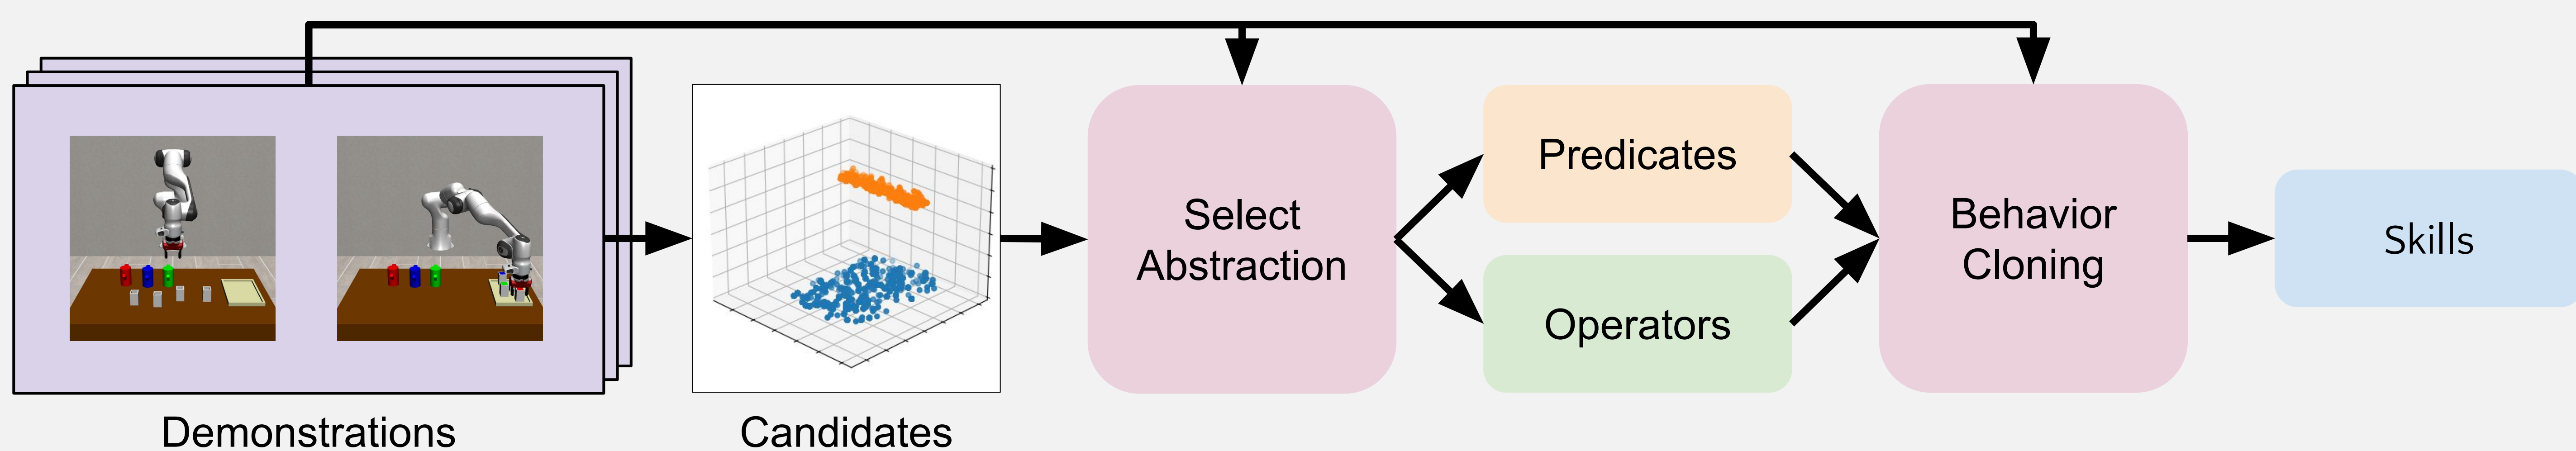 Demonstrations
Candidates
Select
Abstraction
Predicates
Operators
Behavior
Cloning
Skills